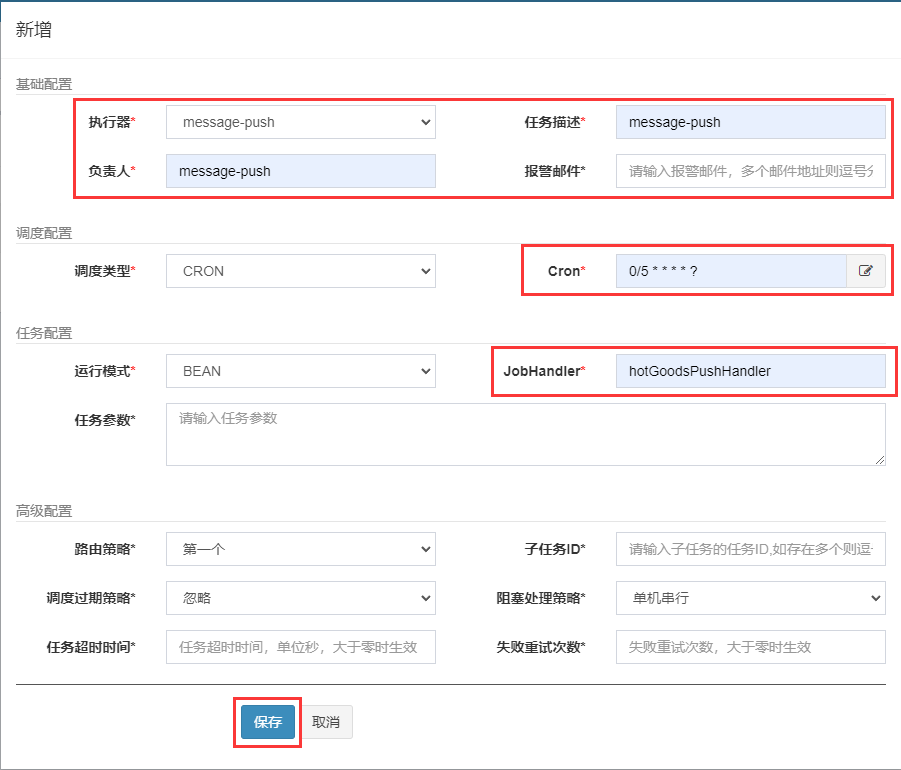 新增
基础配置
执行器* message-push 任务描述* message-push
负责人* message-push 报警邮件* 请输入报警邮件，多个邮件地址则逗号分
调度配置
调度类型* CRON Cron* 0/5 * * * * ?
任务配置
运行模式* BEAN JobHandler* hotGoodsPushHandler
任务参数* 请输入任务参数
高级配置
路由策略* 第一个 子任务ID* 请输入子任务的任务ID,如存在多个则逗
调度过期策略* 忽略 阻塞处理策略* 单机串行
任务超时时间* 任务超时时间，单位秒，大于零时生效 失败重试次数* 失败重试次数，大于零时生效
保存 取消